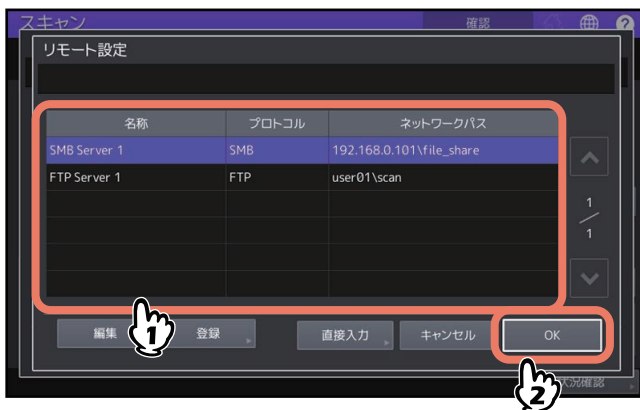 スキャン
確認
?
リモート設定
名称 プロトコル ネットワークパス
SMB Server 1 SMB 192.168.0.101\file_share
FTP Server 1 FTP user01\scan
1
1
編集 登録 直接入力 キャンセル OK
1
2
状況確認